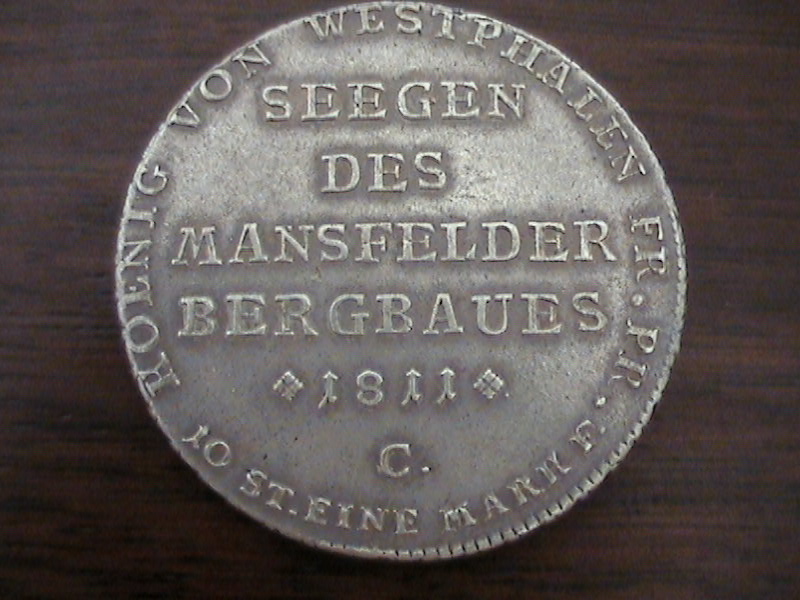 KOENIG VON WESTPHALEN FR. PR.
SEEGEN
DES
MANSFELDER
BERGBAUES
1811
C.
10 ST. EINE MARK F.